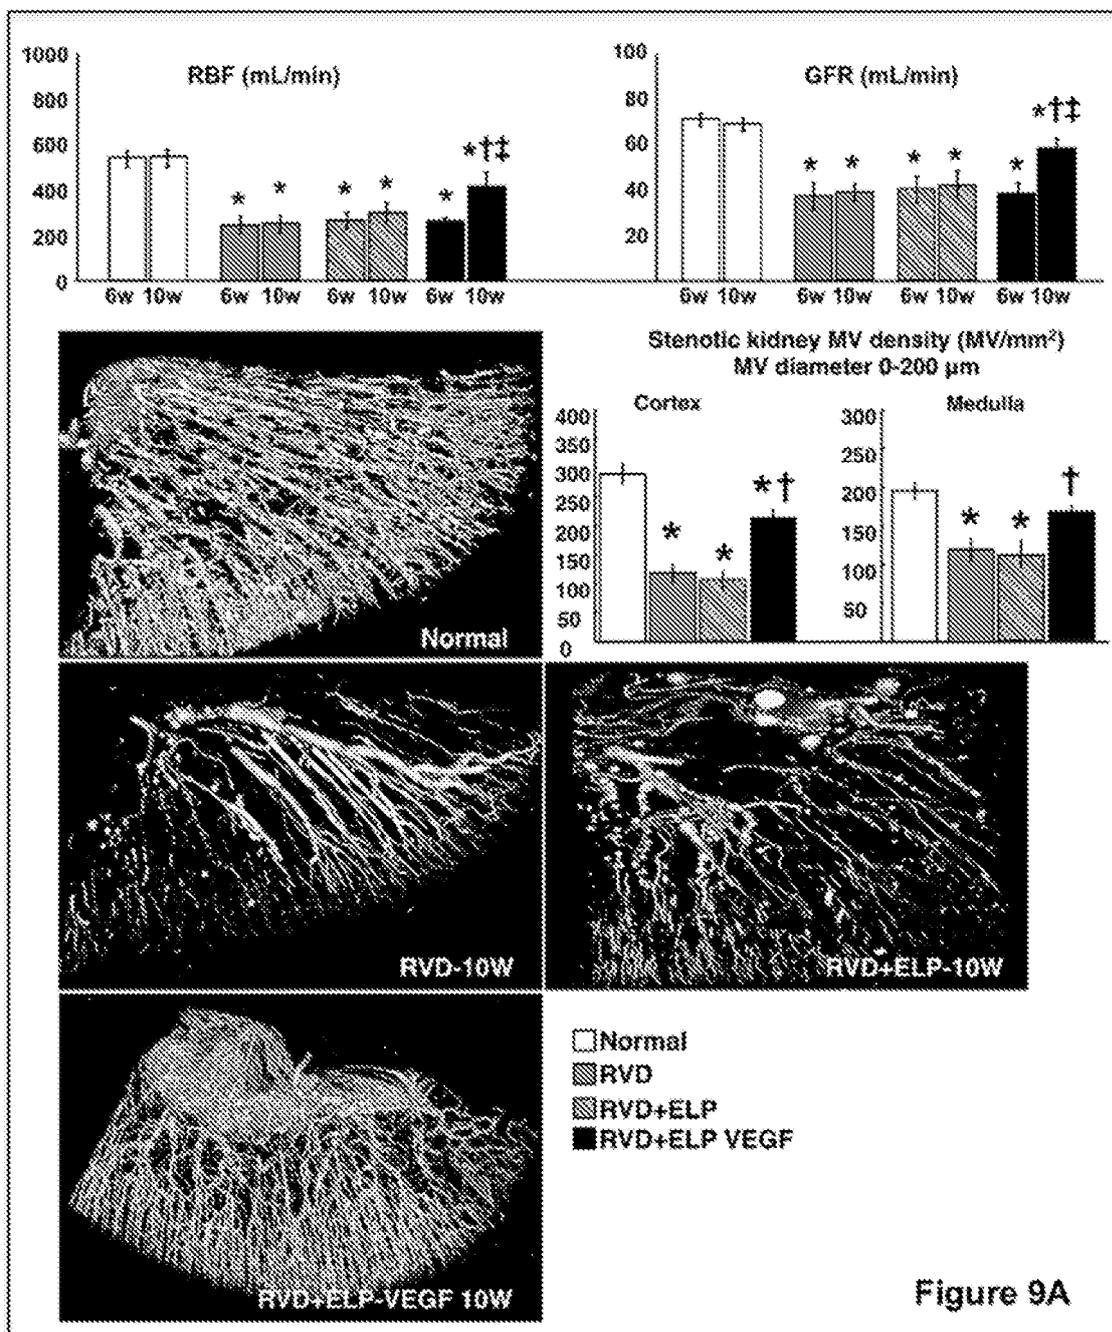 RBF (mL/min)
1000
800
600
400
200
0
*
*
*
*
*
*†‡
6w 10w
6w 10w
6w 10w
6w 10w
GFR (mL/min)
100
80
60
40
20
*
*
*
*
*
*†‡
6w 10w
6w 10w
6w 10w
6w 10w
Normal
Stenotic kidney MV density (MV/mm²)
MV diameter 0-200 µm
Cortex
400
350
300
250
200
150
100
50
0
*
*
*†
Medulla
300
250
200
150
100
50
*
*
†
RVD-10W
RVD+ELP-10W
RVD+ELP-VEGF 10W
Normal
RVD
RVD+ELP
RVD+ELP VEGF
Figure 9A